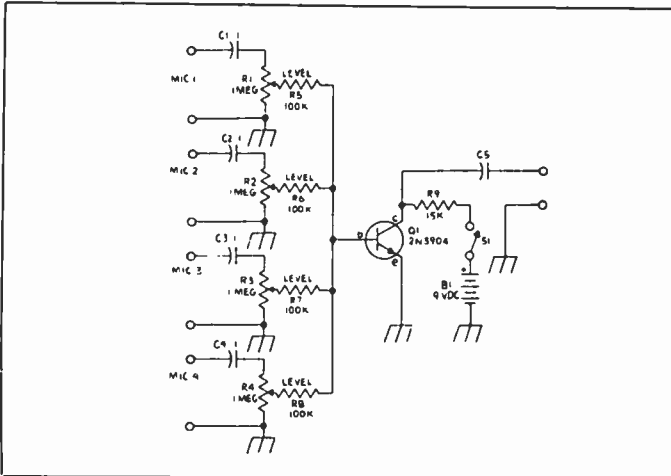 C1 .1
MIC 1
R1
1MEG
LEVEL
R5
100K
C2 .1
MIC 2
R2
1MEG
LEVEL
R6
100K
C3 .1
MIC 3
R3
1MEG
LEVEL
R7
100K
C4 .1
MIC 4
R4
1MEG
LEVEL
R8
100K
b
c
e
Q1
2N3904
C5
R9
15K
S1
+
B1
9 VDC